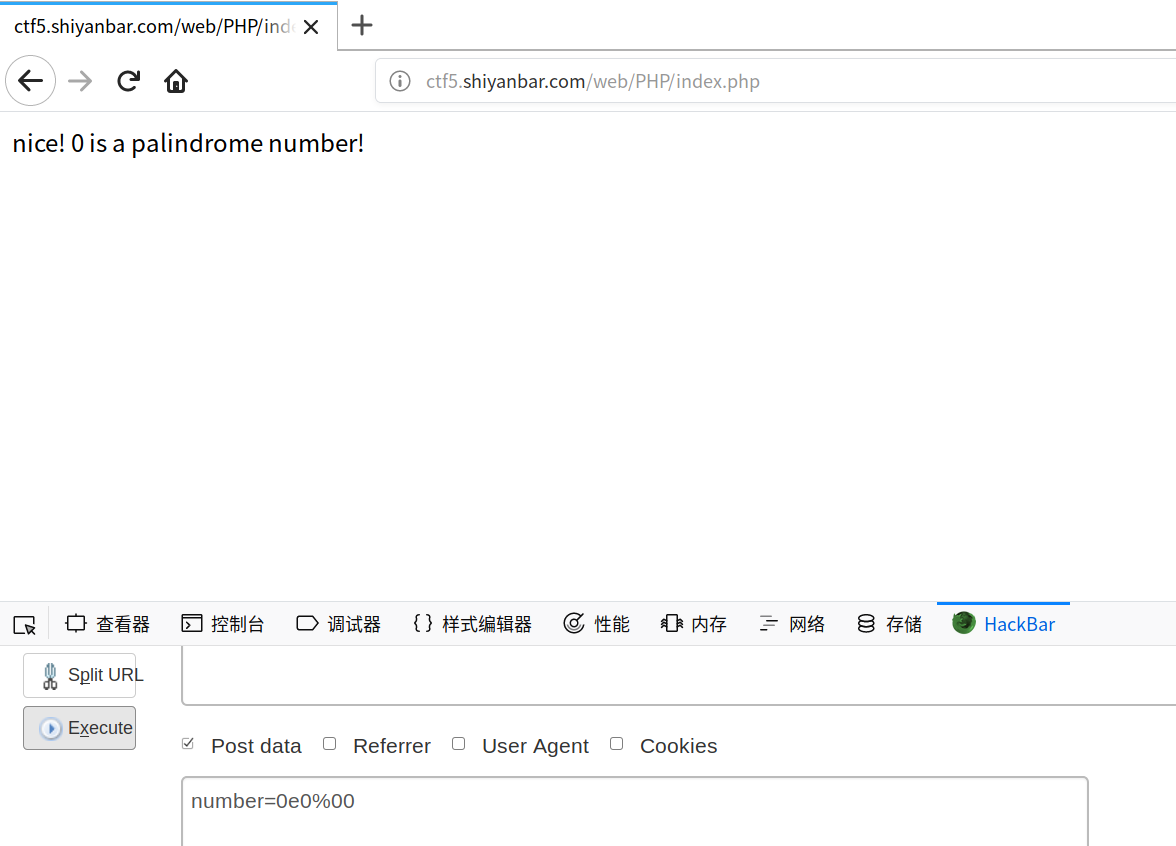 ctf5.shiyanbar.com/web/PHP/ind
ctf5.shiyanbar.com/web/PHP/index.php
nice! 0 is a palindrome number!
查看器 控制台 调试器 {} 样式编辑器 性能 内存 网络 存储 HackBar
Split URL
Execute
Post data Referrer User Agent Cookies
number=0e0%00